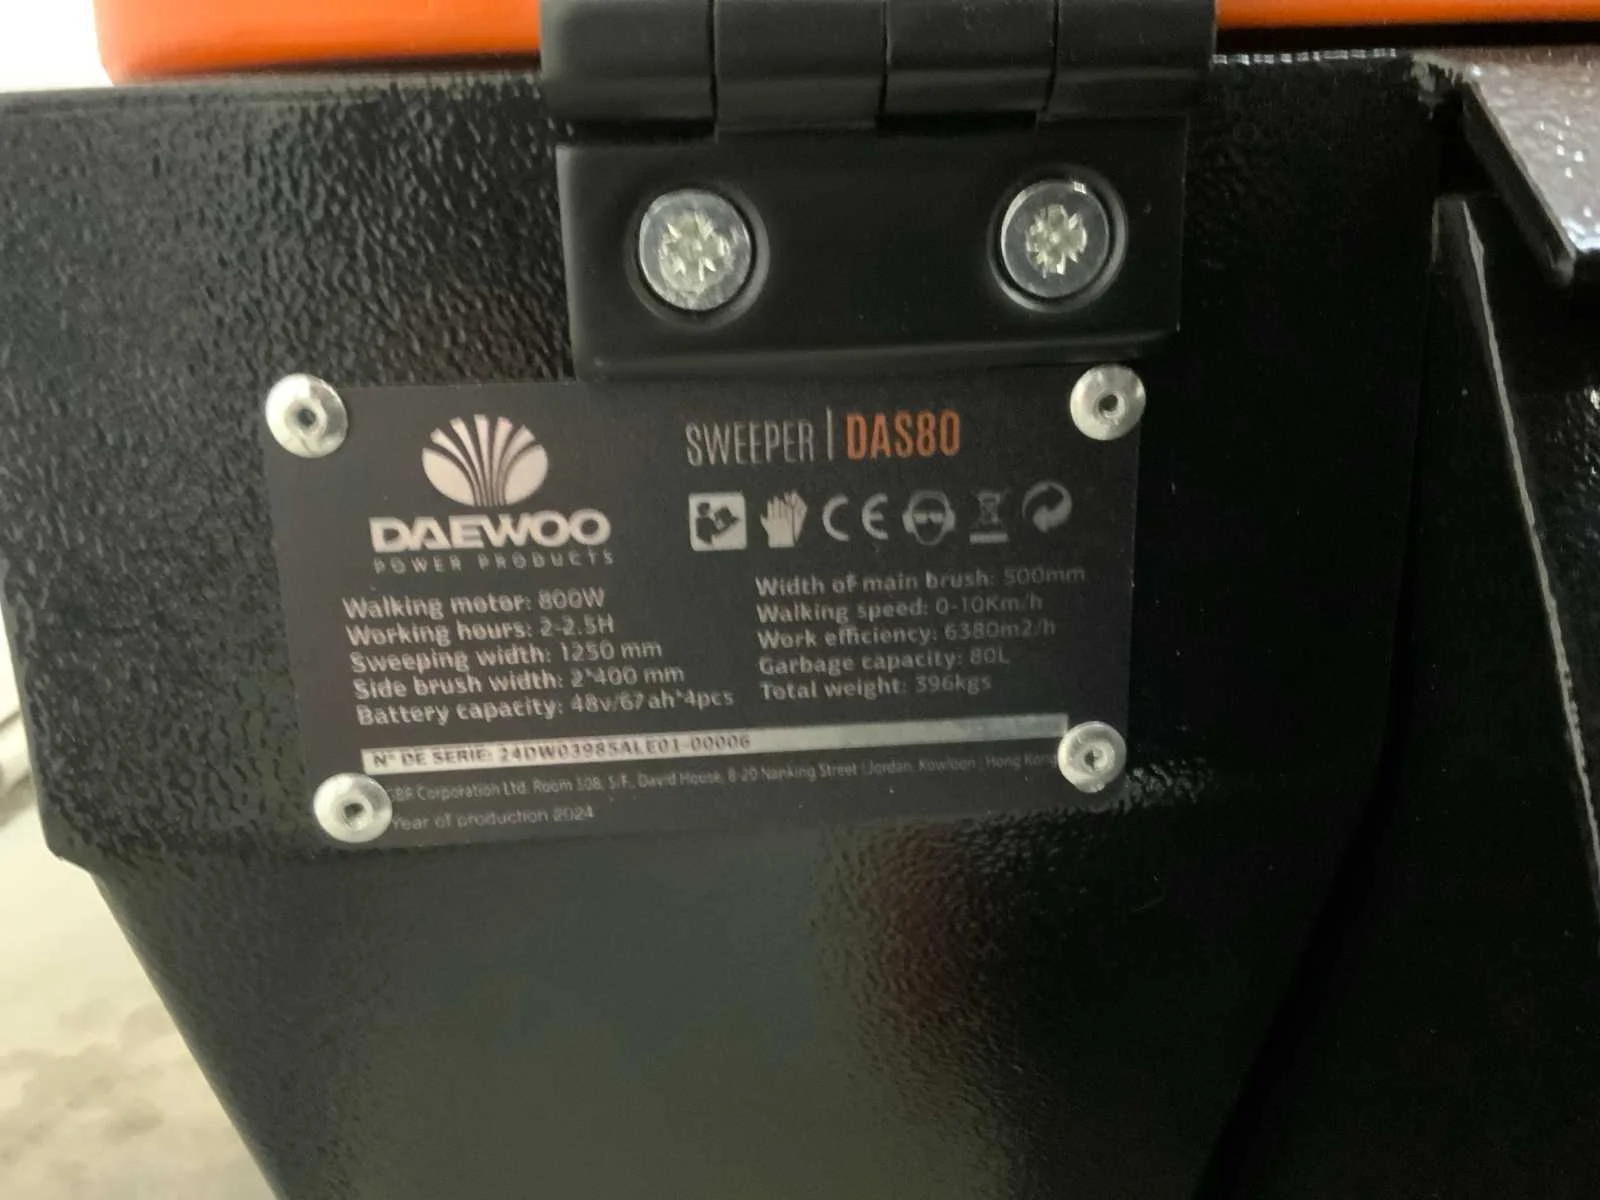 SWEEPER | DAS80
DAEWOO
POWER PRODUCTS
CE
Walking motor: 800W
Working hours: 2-2.5H
Sweeping width: 1250 mm
Side brush width: 2*400 mm
Battery capacity: 48v/67ah*4pcs
Width of main brush: 500mm
Walking speed: 0-10Km/h
Work efficiency: 6380m2/h
Garbage capacity: 80L
Total weight: 396kgs
N° DE SERIE: 24DW03985ALE01-00006
Corporation Ltd. Room 508, 5/F., David House, 8-20 Nanking Street (Jordan, Kowloon, Hong Kong
Year of production 2024